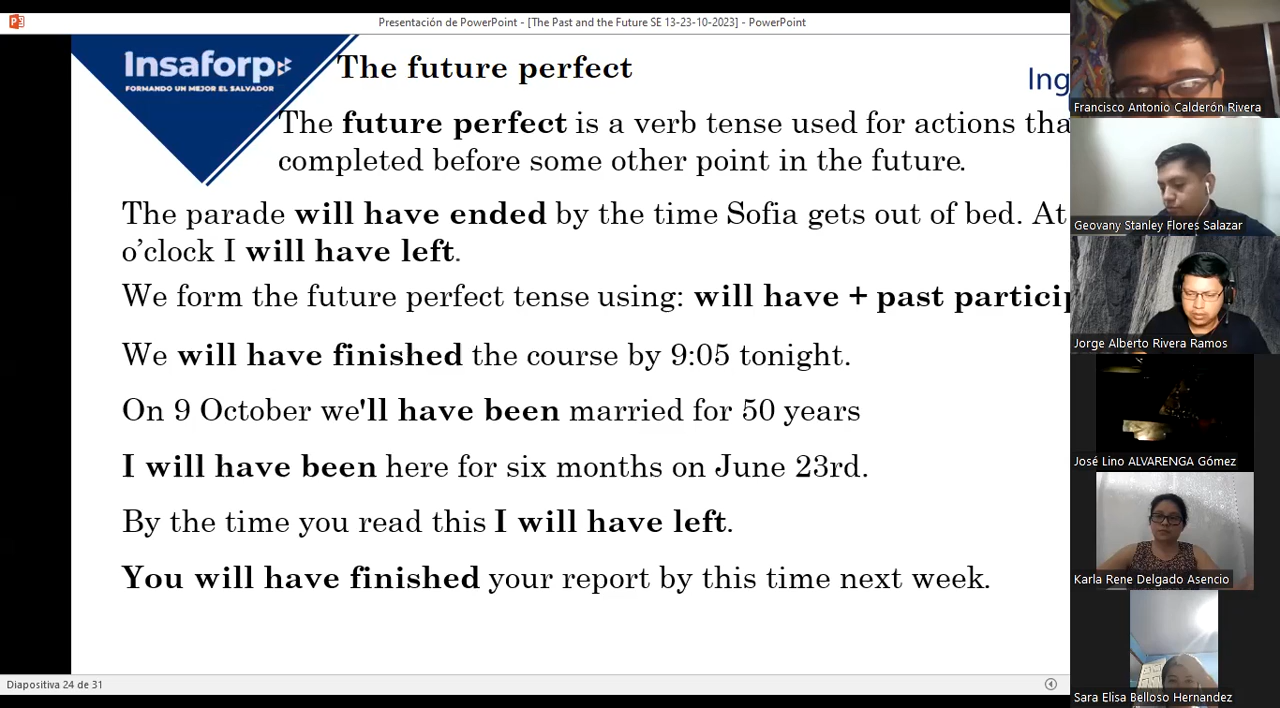 Presentación de PowerPoint - [The Past and the Future SE 13-23-10-2023] - PowerPoint
Insaforp
FORMANDO UN MEJOR EL SALVADOR
The future perfect
Ing
The future perfect is a verb tense used for actions tha
completed before some other point in the future.
The parade will have ended by the time Sofia gets out of bed. At
o’clock I will have left.
We form the future perfect tense using: will have + past particip
We will have finished the course by 9:05 tonight.
On 9 October we'll have been married for 50 years
I will have been here for six months on June 23rd.
By the time you read this I will have left.
You will have finished your report by this time next week.
Diapositiva 24 de 31
Francisco Antonio Calderón Rivera
Geovany Stanley Flores Salazar
Jorge Alberto Rivera Ramos
José Lino ALVARENGA Gómez
Karla Rene Delgado Asencio
Sara Elisa Belloso Hernandez